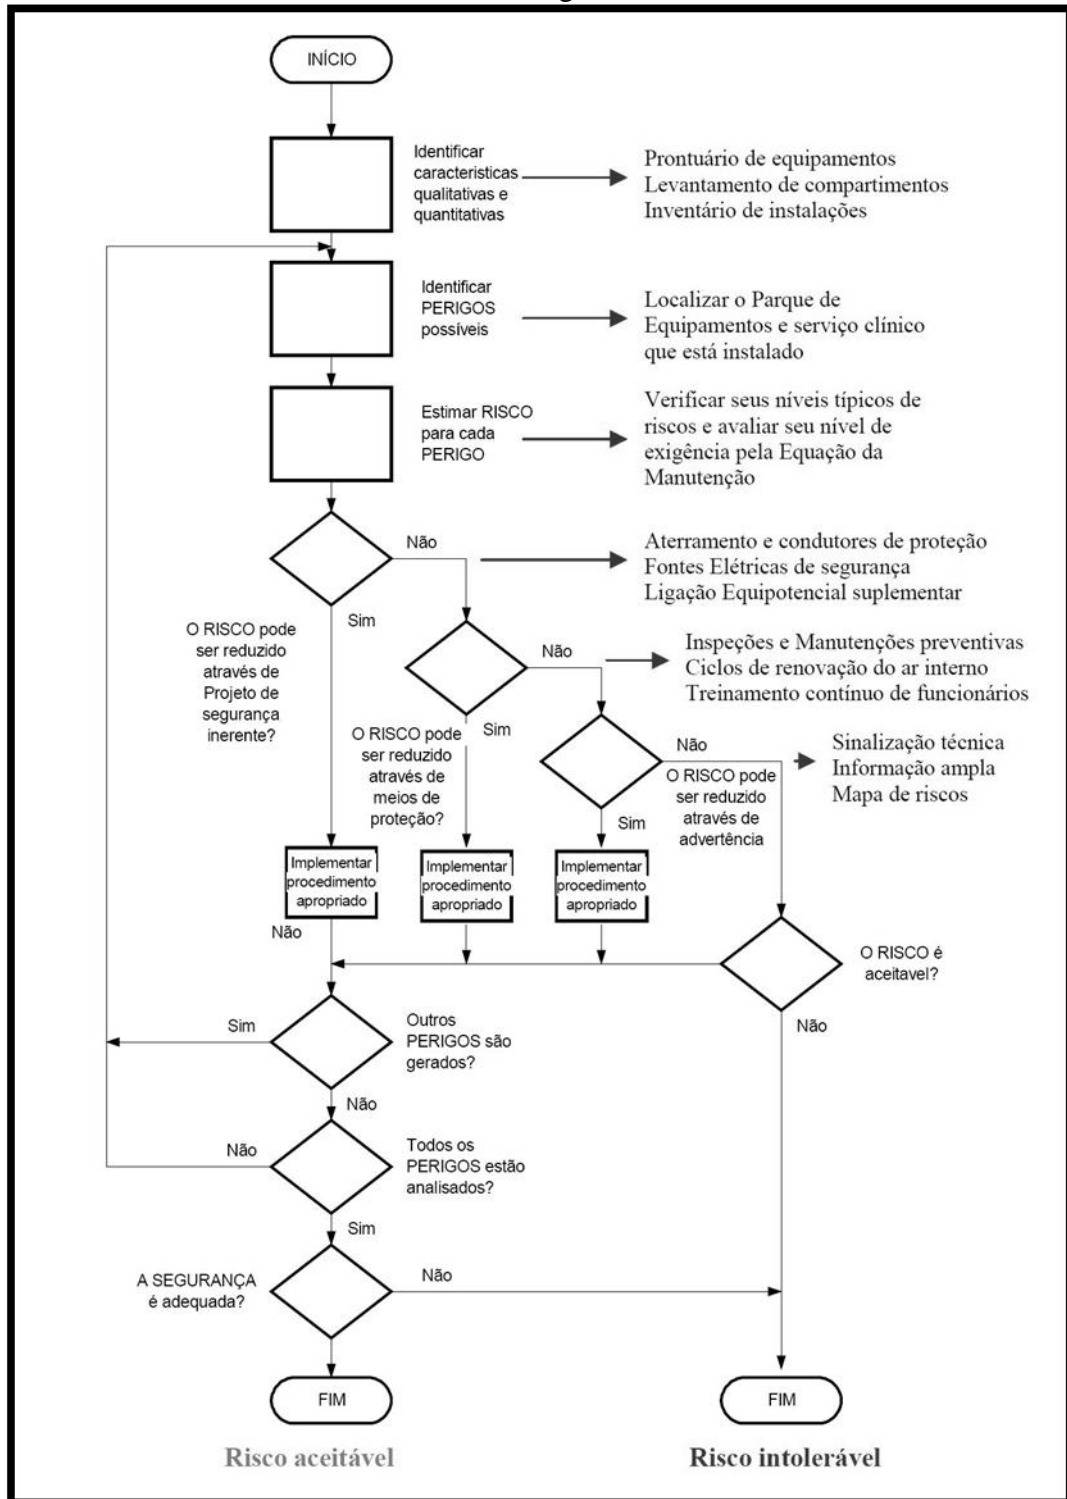 INÍCIO
Identificar
caracteristicas
qualitativas e
quantitativas
Prontuário de equipamentos
Levantamento de compartimentos
Inventário de instalações
Identificar
PERIGOS
possíveis
Localizar o Parque de
Equipamentos e serviço clínico
que está instalado
Estimar RISCO
para cada
PERIGO
Verificar seus níveis típicos de
riscos e avaliar seu nível de
exigência pela Equação da
Manutenção
Não
Aterramento e condutores de proteção
Fontes Elétricas de segurança
Ligação Equipotencial suplementar
Sim
O RISCO pode
ser reduzido
através de
Projeto de
segurança
inerente?
Não
Inspeções e Manutenções preventivas
Ciclos de renovação do ar interno
Treinamento contínuo de funcionários
Sim
O RISCO pode
ser reduzido
através de
meios de
proteção?
Não
Sinalização técnica
Informação ampla
Mapa de riscos
O RISCO pode
ser reduzido
através de
advertência
Sim
Implementar
procedimento
apropriado
Implementar
procedimento
apropriado
Implementar
procedimento
apropriado
Não
O RISCO é
aceitavel?
Não
Sim
Outros
PERIGOS são
gerados?
Não
Não
Todos os
PERIGOS estão
analisados?
Sim
A SEGURANÇA
é adequada?
Não
FIM
FIM
Risco aceitável
Risco intolerável